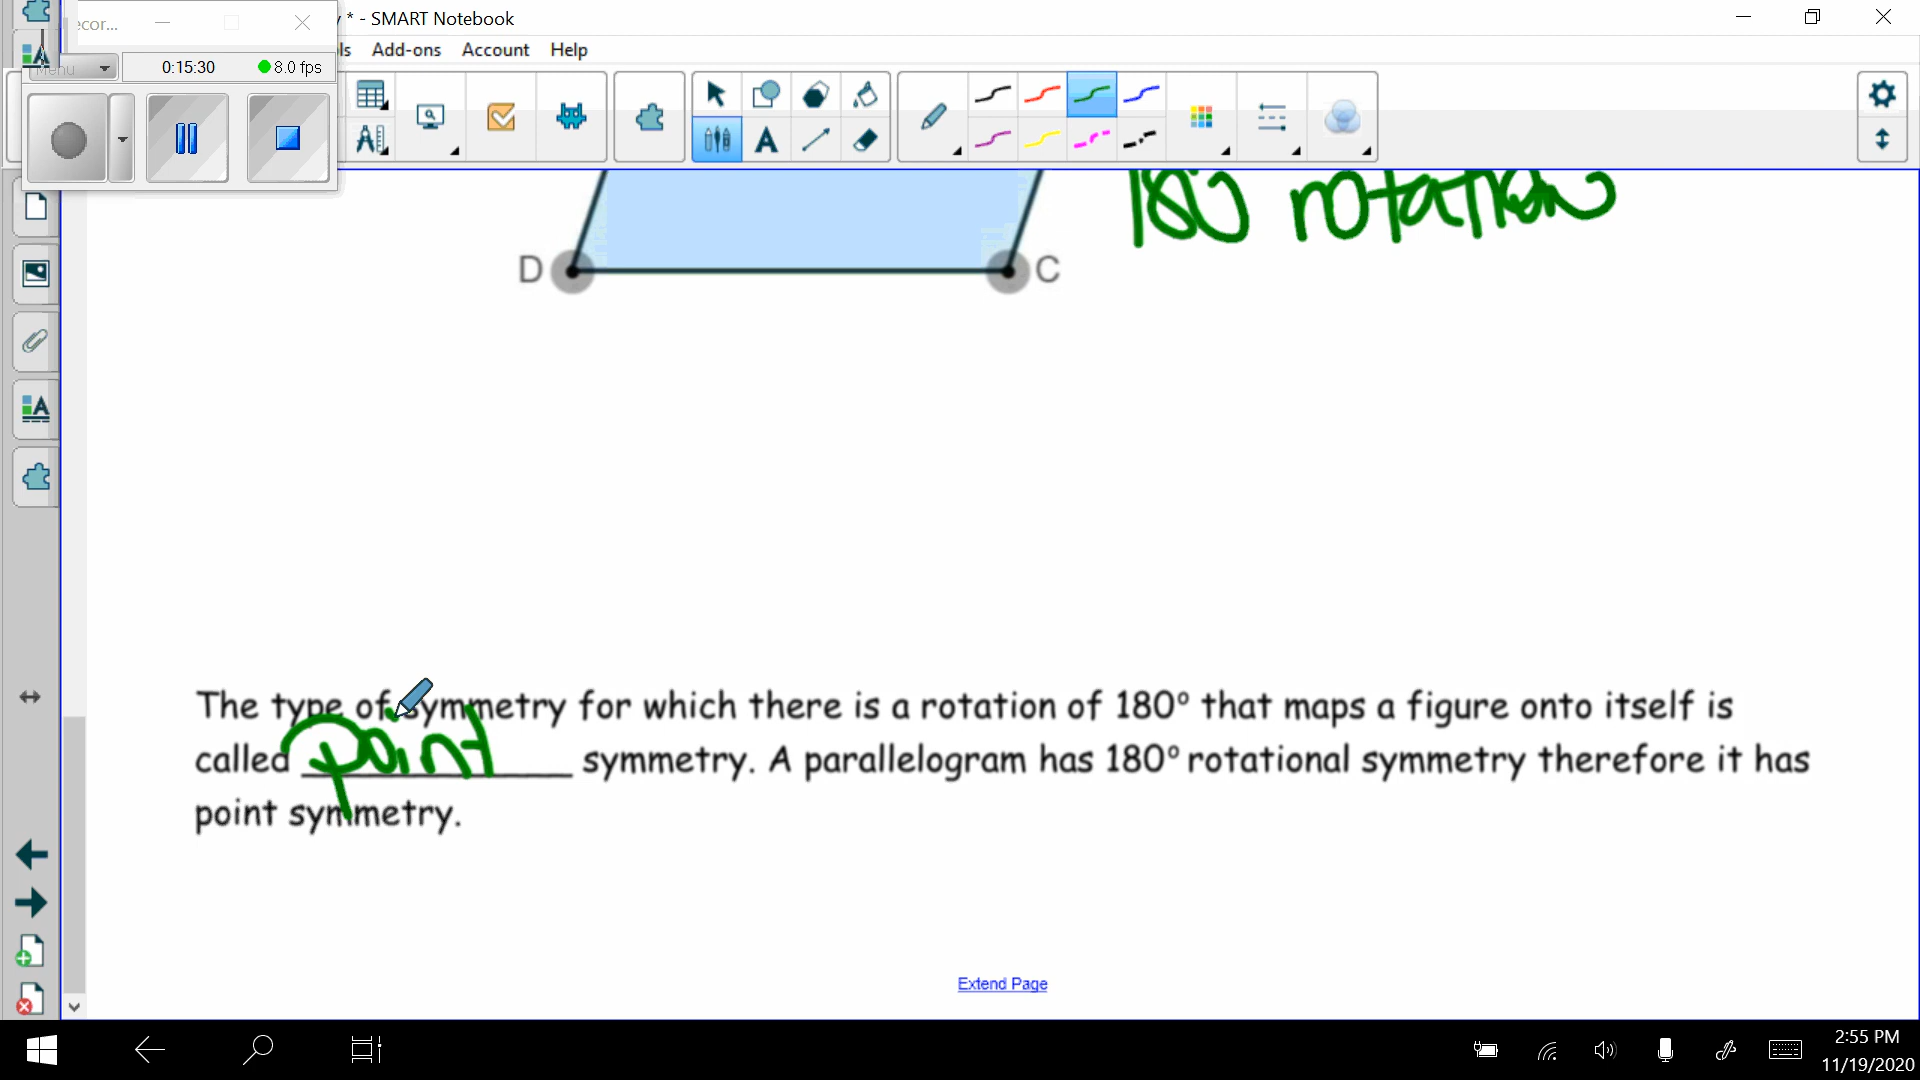 ecor...
y * - SMART Notebook
ls Add-ons Account Help
Menu 0:15:30 8.0 fps
180 rotation
D C
The type of symmetry for which there is a rotation of 180° that maps a figure onto itself is
called point symmetry. A parallelogram has 180° rotational symmetry therefore it has
point symmetry.
Extend Page
2:55 PM
11/19/2020